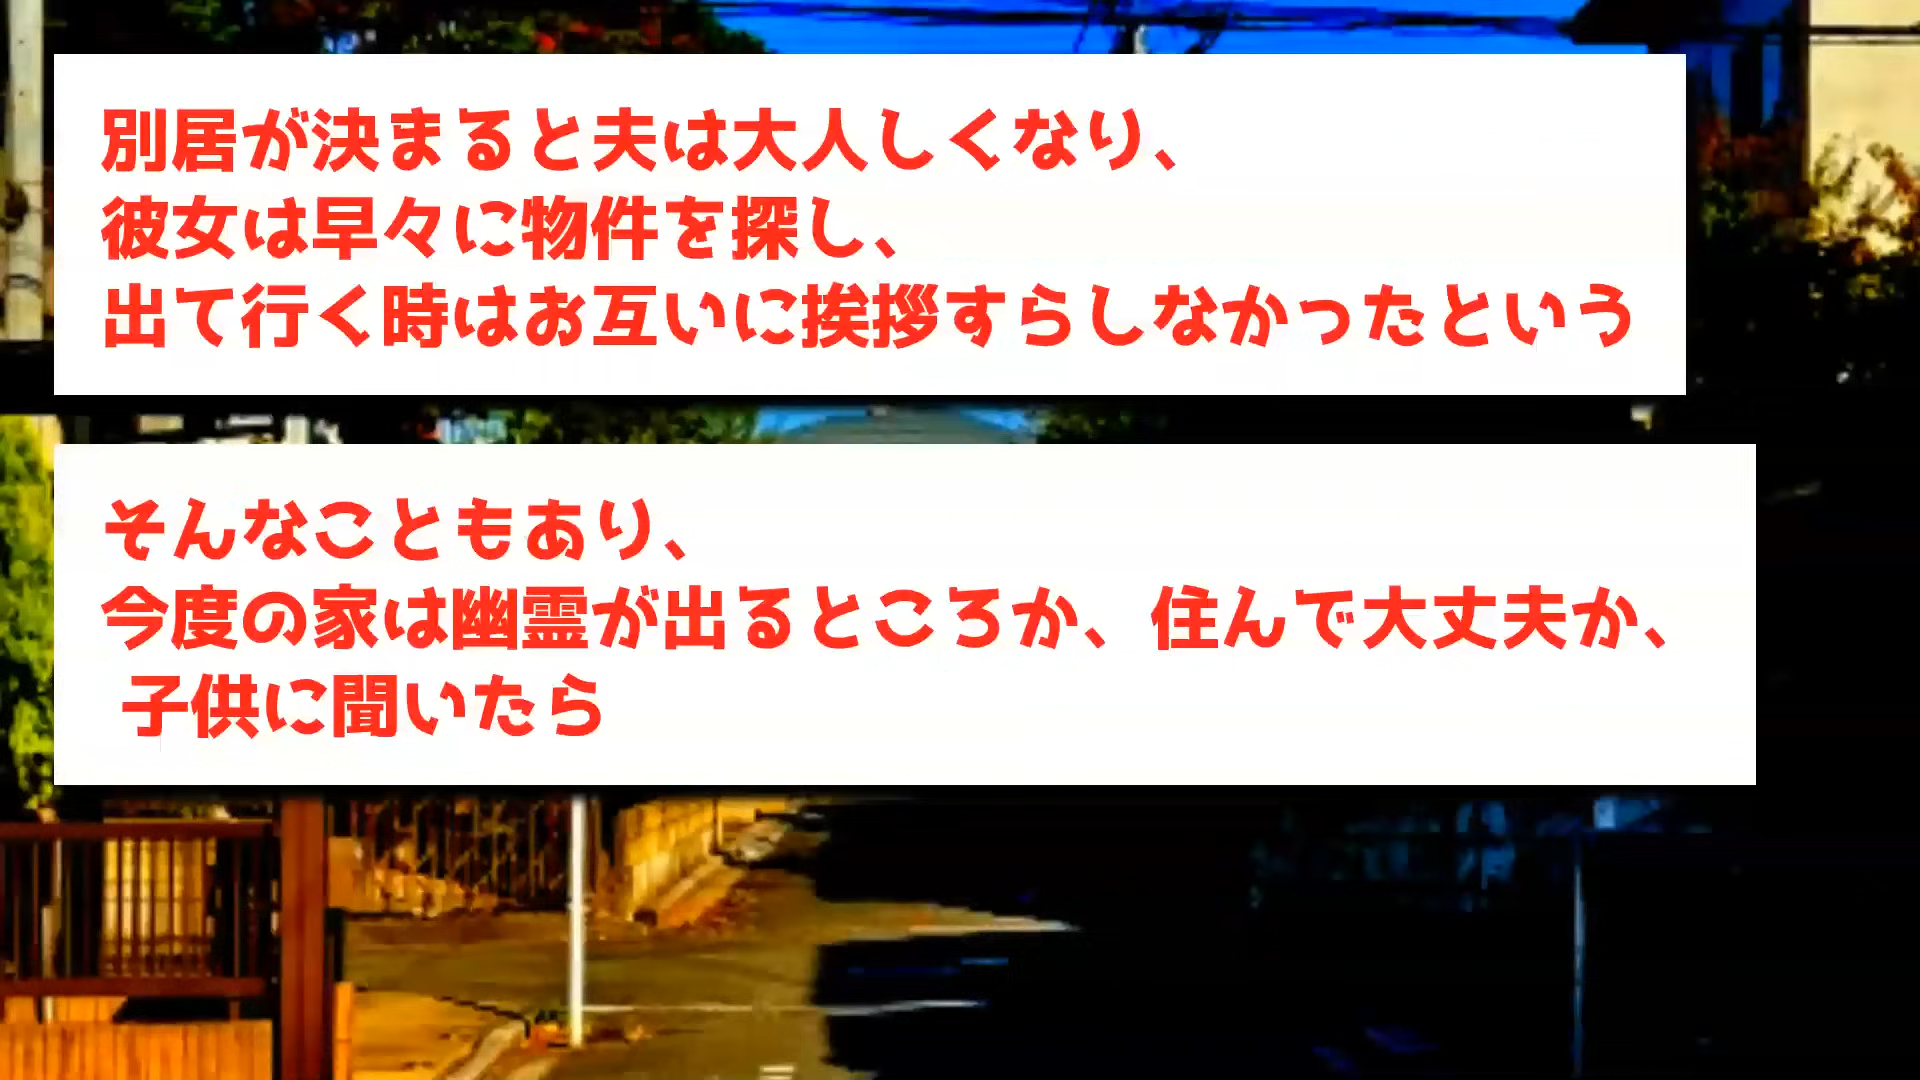 別居が決まると夫は大人しくなり、
彼女は早々に物件を探し、
出て行く時はお互いに挨拶すらしなかったという
そんなこともあり、
今度の家は幽霊が出るところか、住んで大丈夫か、
子供に聞いたら